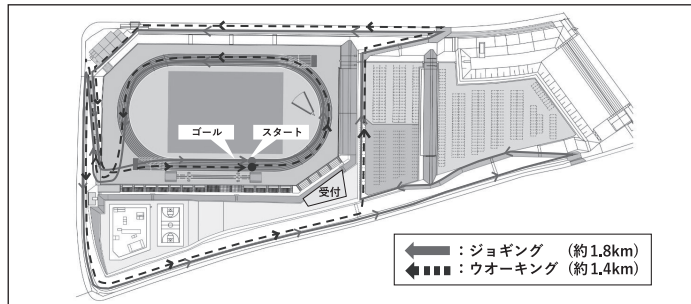 ゴール
スタート
受付
：ジョギング （約1.8km）
：ウオーキング （約1.4km）